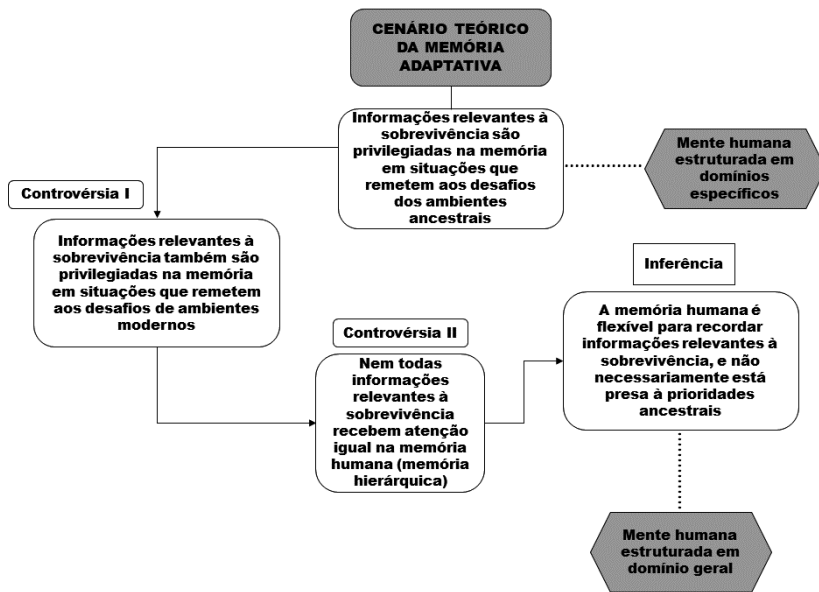 CENÁRIO TEÓRICO
DA MEMÓRIA
ADAPTATIVA
Informações relevantes à
sobrevivência são
privilegiadas na memória
em situações que
remetem aos desafios
dos ambientes
ancestrais
Mente humana
estruturada em
domínios
específicos
Controvérsia I
Informações relevantes à
sobrevivência também são
privilegiadas na memória
em situações que remetem
aos desafios de ambientes
modernos
Controvérsia II
Nem todas
informações
relevantes à
sobrevivência
recebem atenção
igual na memória
humana (memória
hierárquica)
Inferência
A memória humana é
flexível para recordar
informações relevantes à
sobrevivência, e não
necessariamente está
presa à prioridades
ancestrais
Mente humana
estruturada em
domínio geral